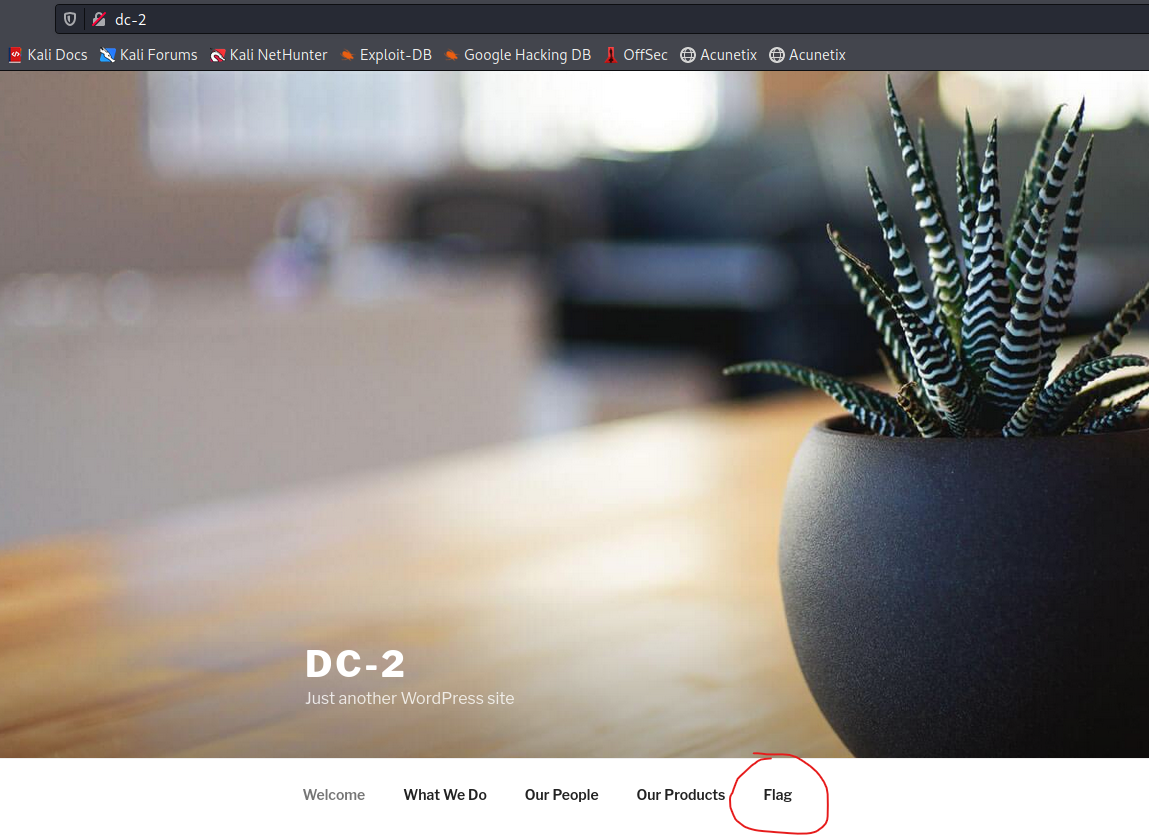 dc-2
Kali Docs Kali Forums Kali NetHunter Exploit-DB Google Hacking DB OffSec Acunetix Acunetix
DC-2
Just another WordPress site
Welcome What We Do Our People Our Products Flag